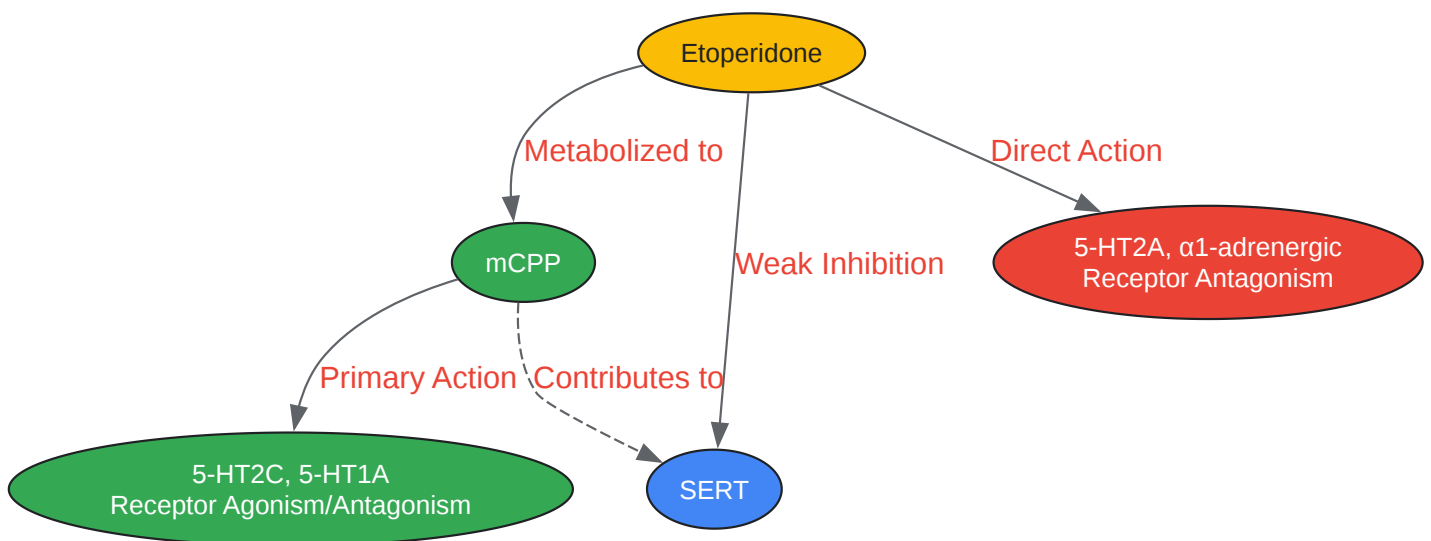 Etoperidone
Metabolized to
Direct Action
mCPP
Weak Inhibition
5-HT2A, α1-adrenergic
Receptor Antagonism
Primary Action
Contributes to
5-HT2C, 5-HT1A
Receptor Agonism/Antagonism
SERT